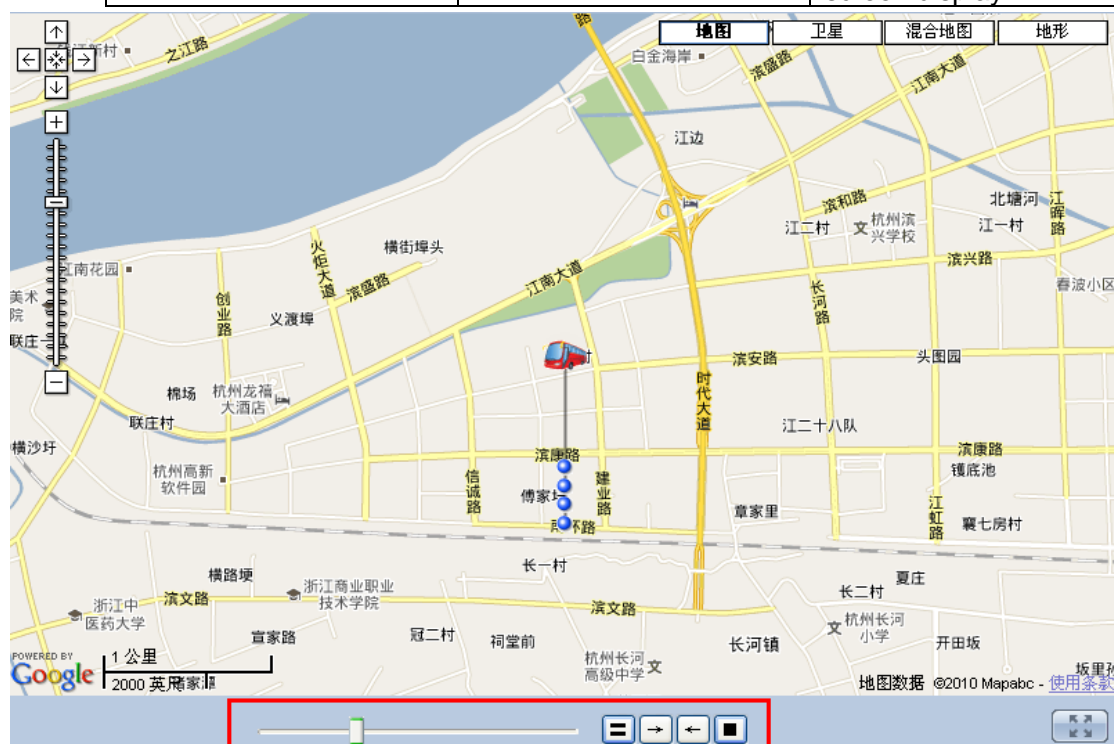 地图
卫星
混合地图
地形
之江路
白金海岸
滨盛路
江南大道
江边
滨和路
北塘河
江晖路
江二村
杭州滨
兴学校
江一村
横街埠头
火炬大道
滨盛路
江南大道
滨兴路
江南花园
创业路
义渡埠
长河路
春波小区
美术
院
联庄一
滨安路
头图园
棉场
杭州龙禧
大酒店
时代大道
联庄村
江二十八队
横沙圩
滨康路
滨康路
杭州高新
软件园
信诚路
傅家
建业路
镬底池
章家里
江虹路
襄七房村
环路
长一村
横路埂
浙江商业职业
技术学院
夏庄
长二村
浙江中
医药大学
滨文路
滨文路
宣家路
冠二村
祠堂前
长河镇
杭州长河
小学
开田坂
杭州长河
高级中学
坂里孙
POWERED BY
Google
1 公里
2000 英尺
地图数据 ©2010 Mapabc - 使用条款